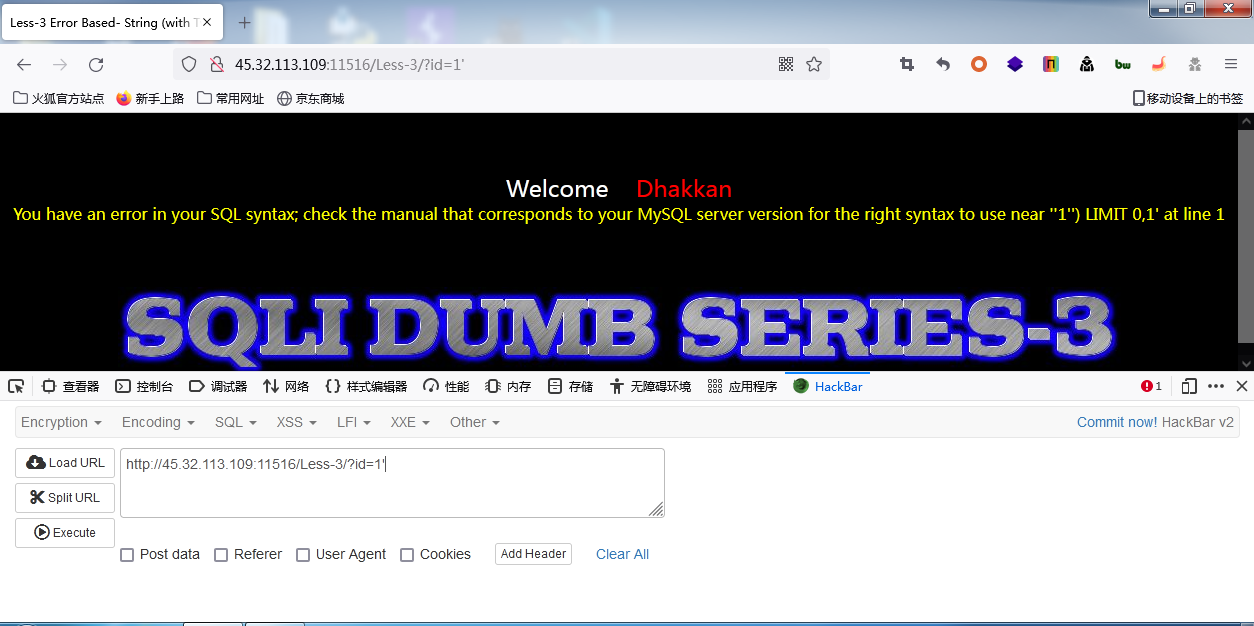 Less-3 Error Based- String (with T
45.32.113.109:11516/Less-3/?id=1'
火狐官方站点 新手上路 常用网址 京东商城 移动设备上的书签
Welcome Dhakkan
You have an error in your SQL syntax; check the manual that corresponds to your MySQL server version for the right syntax to use near ''1'') LIMIT 0,1' at line 1
SQLI DUMB SERIES-3
查看器 控制台 调试器 网络 样式编辑器 性能 内存 存储 无障碍环境 应用程序 HackBar 1
Encryption Encoding SQL XSS LFI XXE Other Commit now! HackBar v2
Load URL http://45.32.113.109:11516/Less-3/?id=1'
Split URL
Execute
Post data Referer User Agent Cookies Add Header Clear All